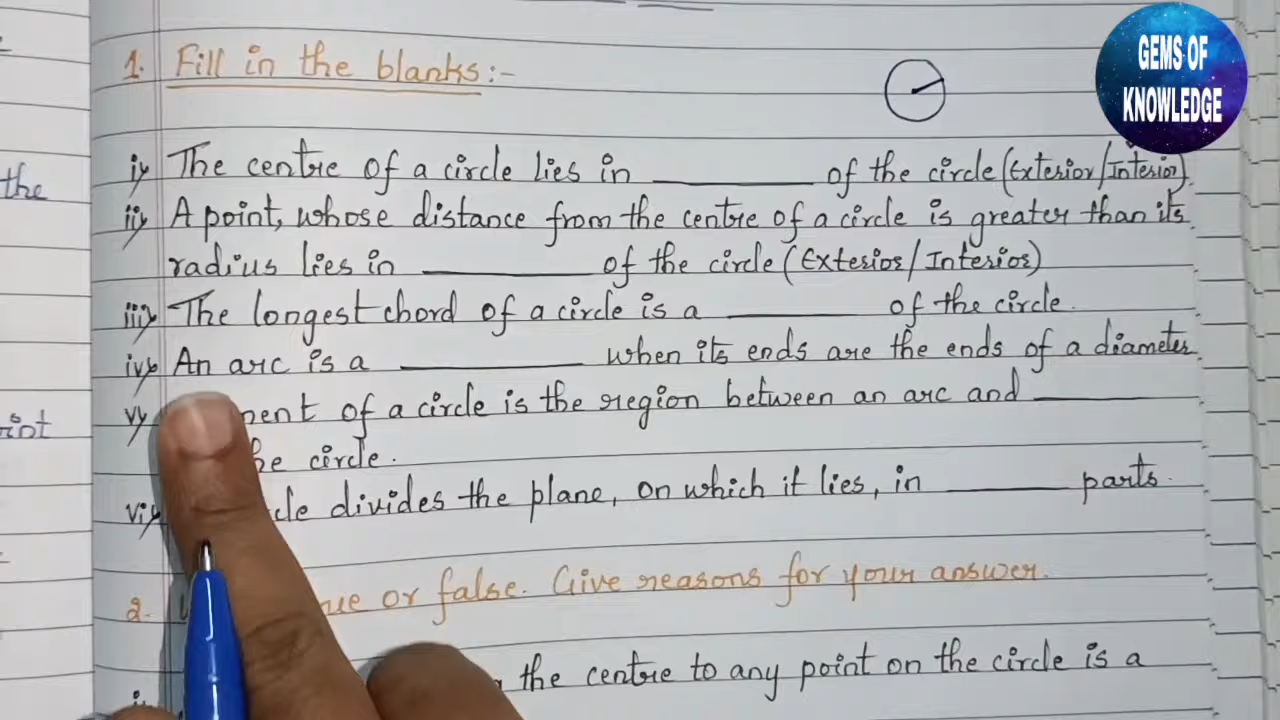 GEMS OF
KNOWLEDGE
1. Fill in the blanks:-
i) The centre of a circle lies in ________ of the circle (Exterior/Interior)
the
ii) A point, whose distance from the centre of a circle is greater than its
radius lies in ________ of the circle (Exterior/Interior)
iii) The longest chord of a circle is a ________ of the circle.
iv) An arc is a ________ when its ends are the ends of a diameter
v) of a circle is the region between an arc and ________
circle.
vi) divides the plane, on which it lies, in ________ parts.
2. or false. Give reasons for your answer.
the centre to any point on the circle is a